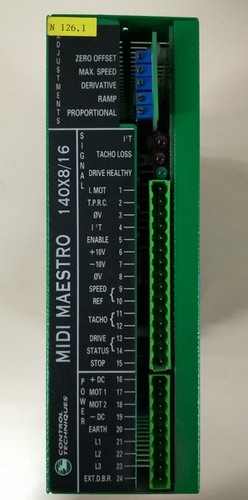 N 126.1
ADJUSTMENTS
ZERO OFFSET
MAX. SPEED
DERIVATIVE
RAMP
PROPORTIONAL
SIGNAL
I²T
TACHO LOSS
DRIVE HEALTHY
I. MOT 1
T.P.R.C. 2
ØV 3
I²T 4
ENABLE 5
+10V 6
-10V 7
ØV 8
SPEED 9
REF 10
TACHO 11
12
DRIVE 13
STATUS 14
STOP 15
POWER
+ DC 16
MOT 1 17
MOT 2 18
- DC 19
EARTH 20
L1 21
L2 22
L3 23
EXT.D.B.R. 24
MIDI MAESTRO 140X8/16
CONTROL
TECHNIQUES